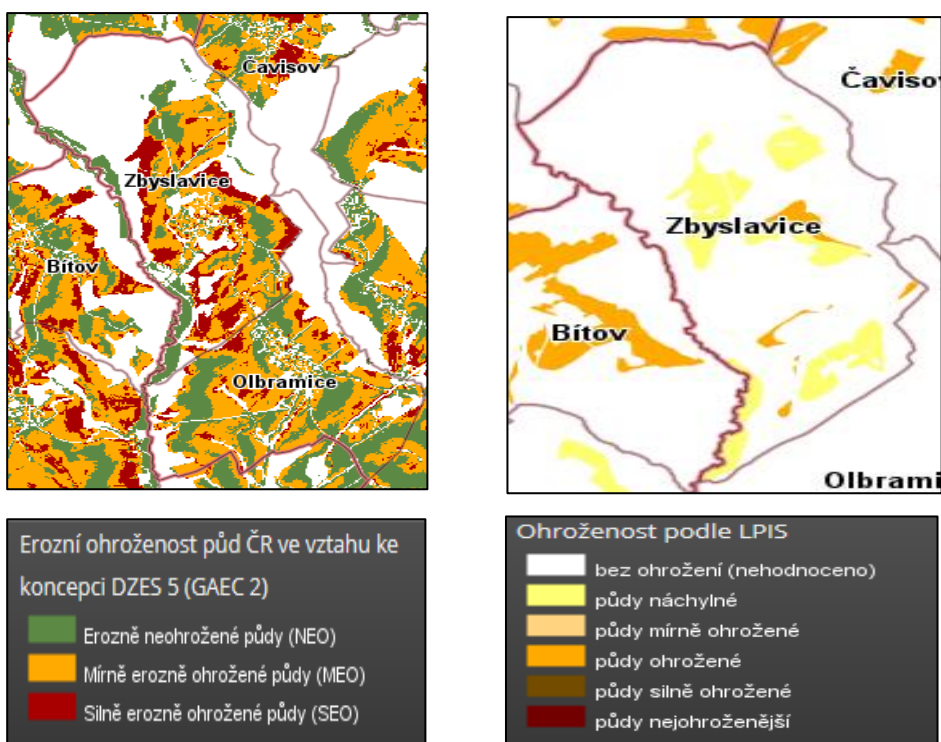 Čavisov
Zbyslavice
Bítov
Olbramice
Čavisov
Zbyslavice
Bítov
Olbrami
Erozní ohroženost půd ČR ve vztahu ke
koncepci DZES 5 (GAEC 2)
Erozně neohrožené půdy (NEO)
Mírně erozně ohrožené půdy (MEO)
Silně erozně ohrožené půdy (SEO)
Ohroženost podle LPIS
bez ohrožení (nehodnoceno)
půdy náchylné
půdy mírně ohrožené
půdy ohrožené
půdy silně ohrožené
půdy nejohroženější